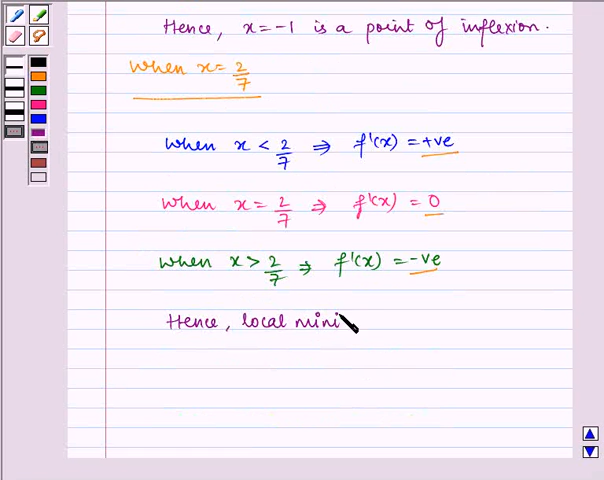 Hence, x=-1 is a point of inflexion.
When x=2/7
When x < 2/7 ⇒ f'(x) = +ve
When x = 2/7 ⇒ f'(x) = 0
When x > 2/7 ⇒ f'(x) = -ve
Hence, local mini